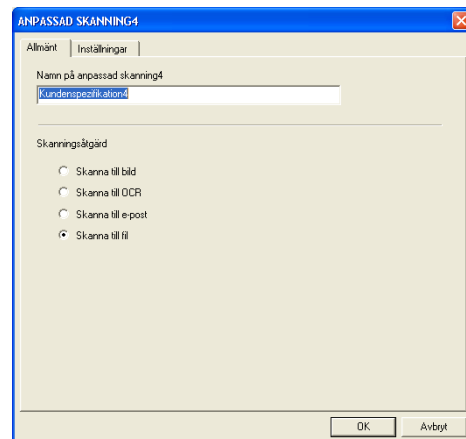 ANPASSAD SKANNING4
Allmänt Inställningar
Namn på anpassad skanning4
Kundenspezifikation4
Skanningsåtgärd
Skanna till bild
Skanna till OCR
Skanna till e-post
Skanna till fil
OK Avbryt